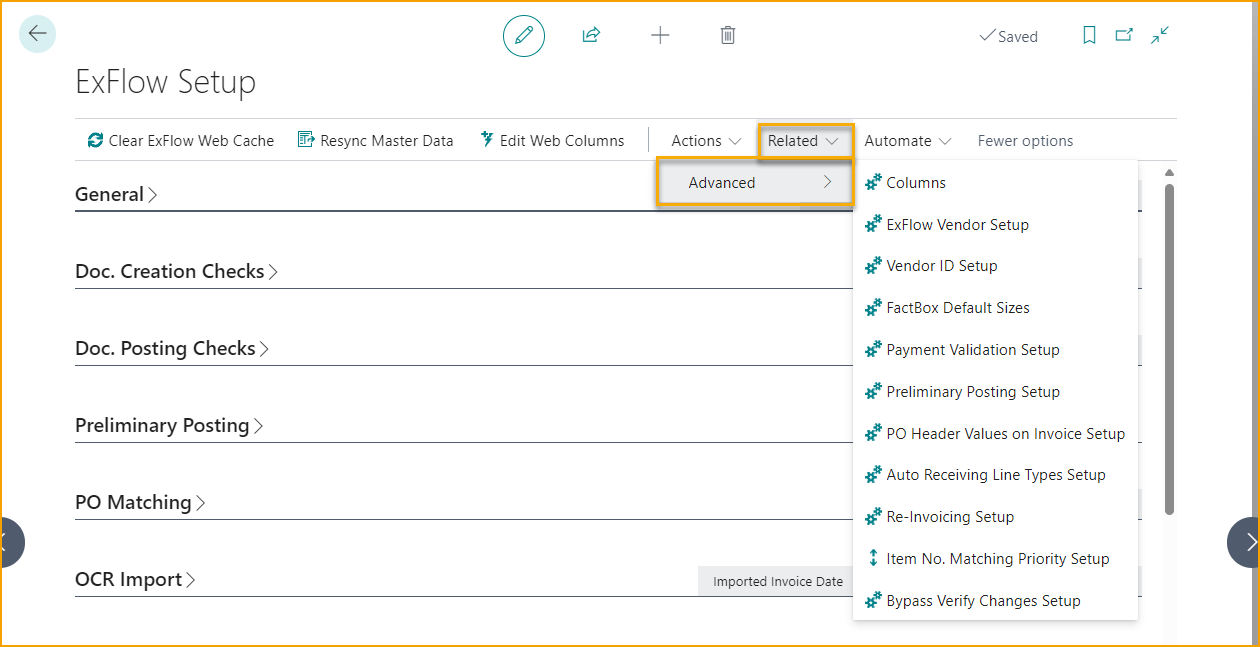 Saved
ExFlow Setup
Clear ExFlow Web Cache Resync Master Data Edit Web Columns Actions Related Automate Fewer options
Advanced
Columns
General
ExFlow Vendor Setup
Vendor ID Setup
Doc. Creation Checks
FactBox Default Sizes
Doc. Posting Checks
Payment Validation Setup
Preliminary Posting Setup
Preliminary Posting
PO Header Values on Invoice Setup
Auto Receiving Line Types Setup
PO Matching
Re-Invoicing Setup
Item No. Matching Priority Setup
OCR Import
Imported Invoice Date
Bypass Verify Changes Setup